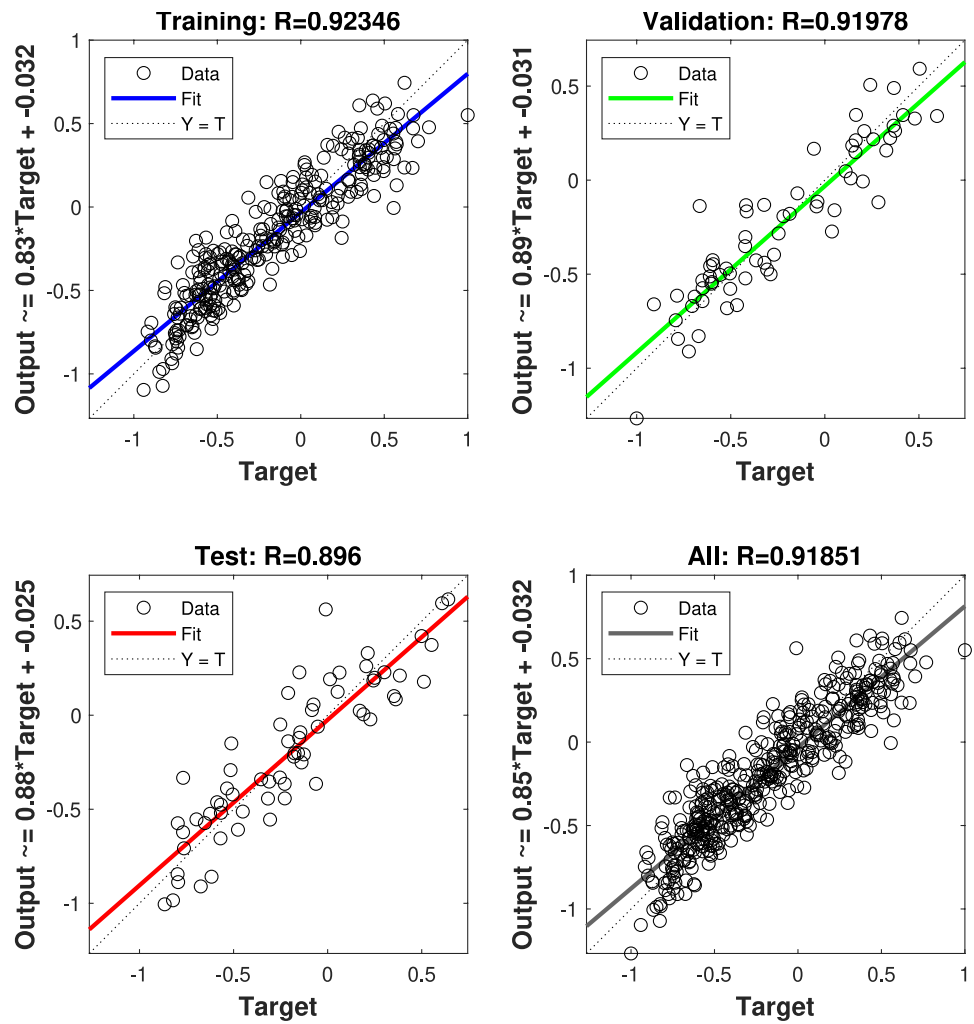 Training: R=0.92346
Output ~= 0.83*Target + -0.032
1
0.5
0
-0.5
-1
Data
Fit
Y = T
-1
-0.5
0
0.5
1
Target
Validation: R=0.91978
Output ~= 0.89*Target + -0.031
0.5
0
-0.5
-1
Data
Fit
Y = T
-1
-0.5
0
0.5
Target
Test: R=0.896
Output ~= 0.88*Target + -0.025
0.5
0
-0.5
-1
Data
Fit
Y = T
-1
-0.5
0
0.5
Target
All: R=0.91851
Output ~= 0.85*Target + -0.032
1
0.5
0
-0.5
-1
Data
Fit
Y = T
-1
-0.5
0
0.5
1
Target